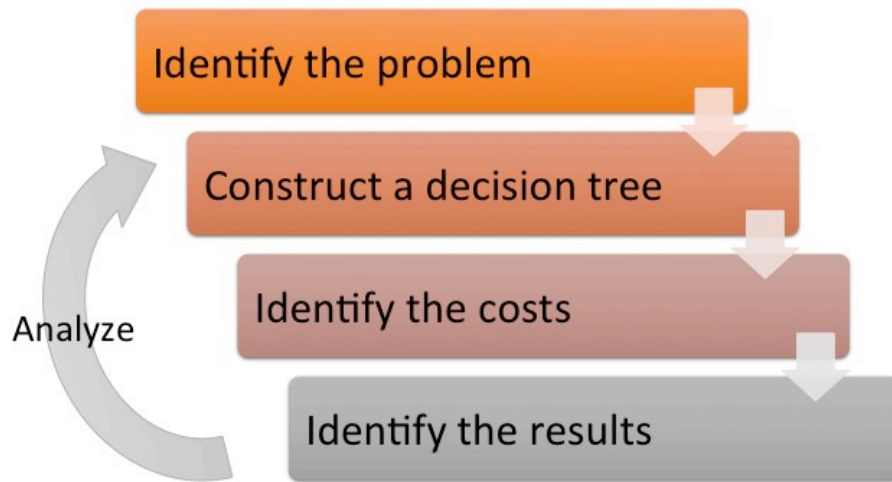 Identify the problem
Construct a decision tree
Identify the costs
Analyze
Identify the results